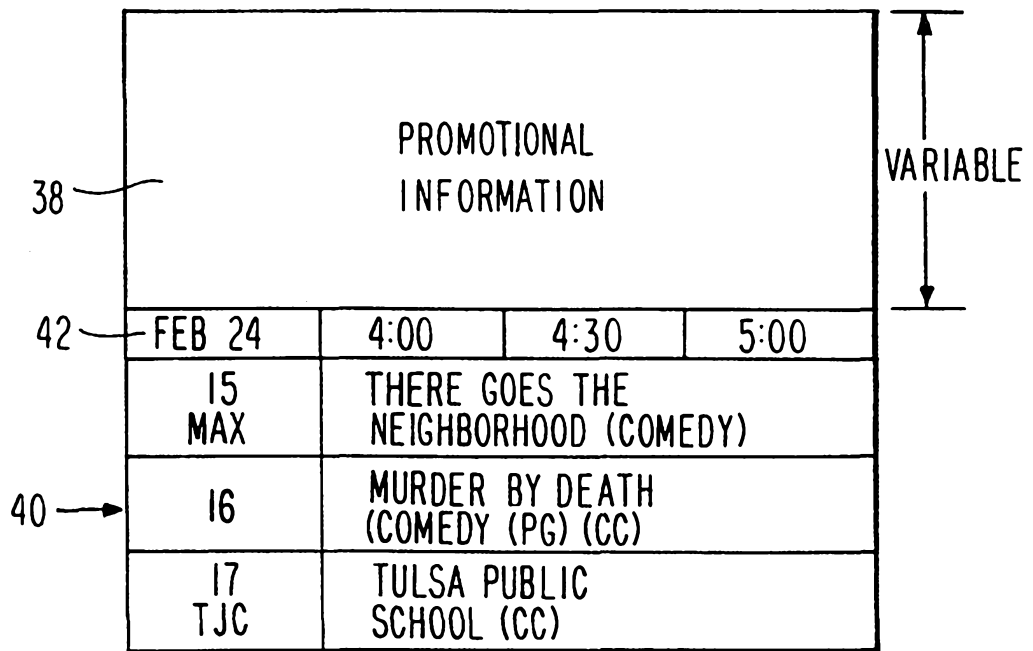 PROMOTIONAL
INFORMATION
VARIABLE
38
42
FEB 24 4:00 4:30 5:00
15
MAX
THERE GOES THE
NEIGHBORHOOD (COMEDY)
40
16
MURDER BY DEATH
(COMEDY (PG) (CC)
17
TJC
TULSA PUBLIC
SCHOOL (CC)